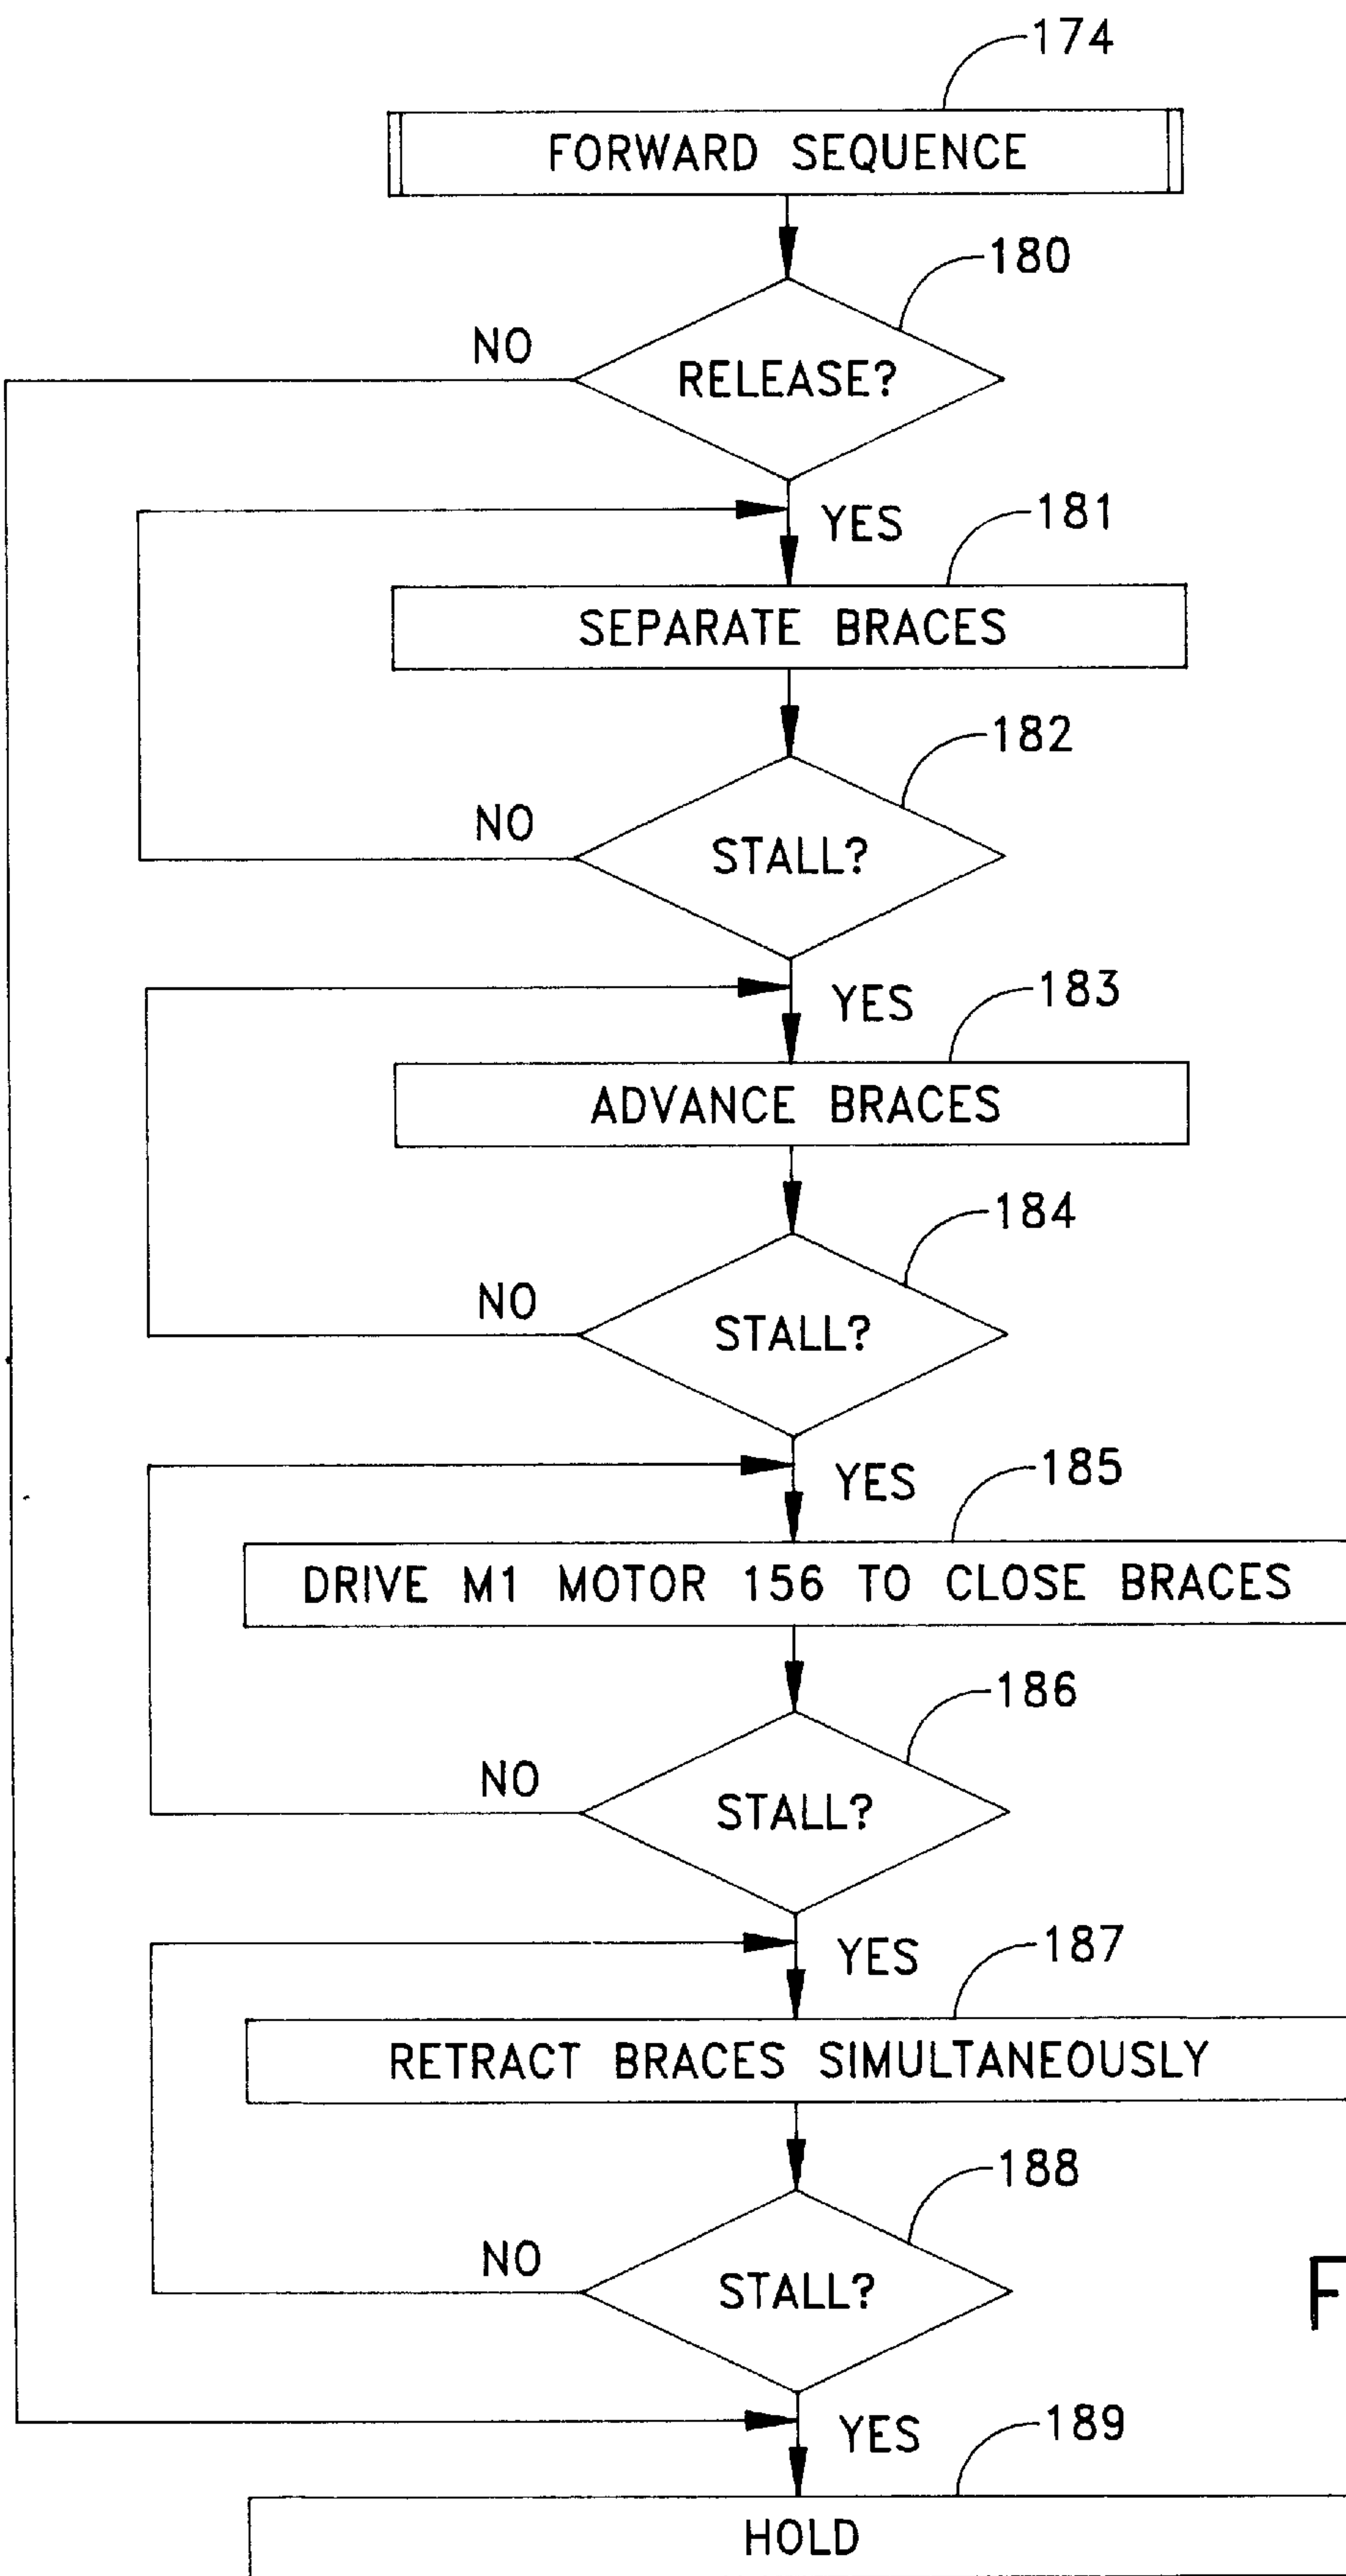 174
FORWARD SEQUENCE
180
NO
RELEASE?
YES
181
SEPARATE BRACES
182
NO
STALL?
YES
183
ADVANCE BRACES
184
NO
STALL?
YES
185
DRIVE M1 MOTOR 156 TO CLOSE BRACES
186
NO
STALL?
YES
187
RETRACT BRACES SIMULTANEOUSLY
188
NO
STALL?
F
YES
189
HOLD